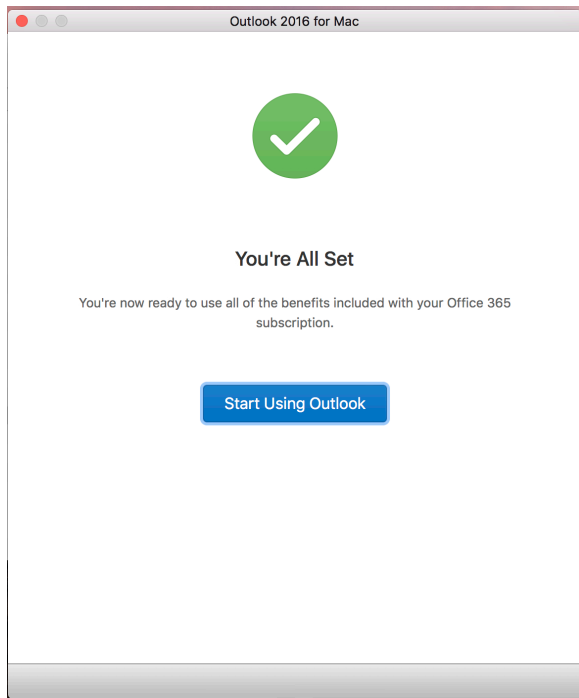 Outlook 2016 for Mac
You're All Set
You're now ready to use all of the benefits included with your Office 365
subscription.
Start Using Outlook